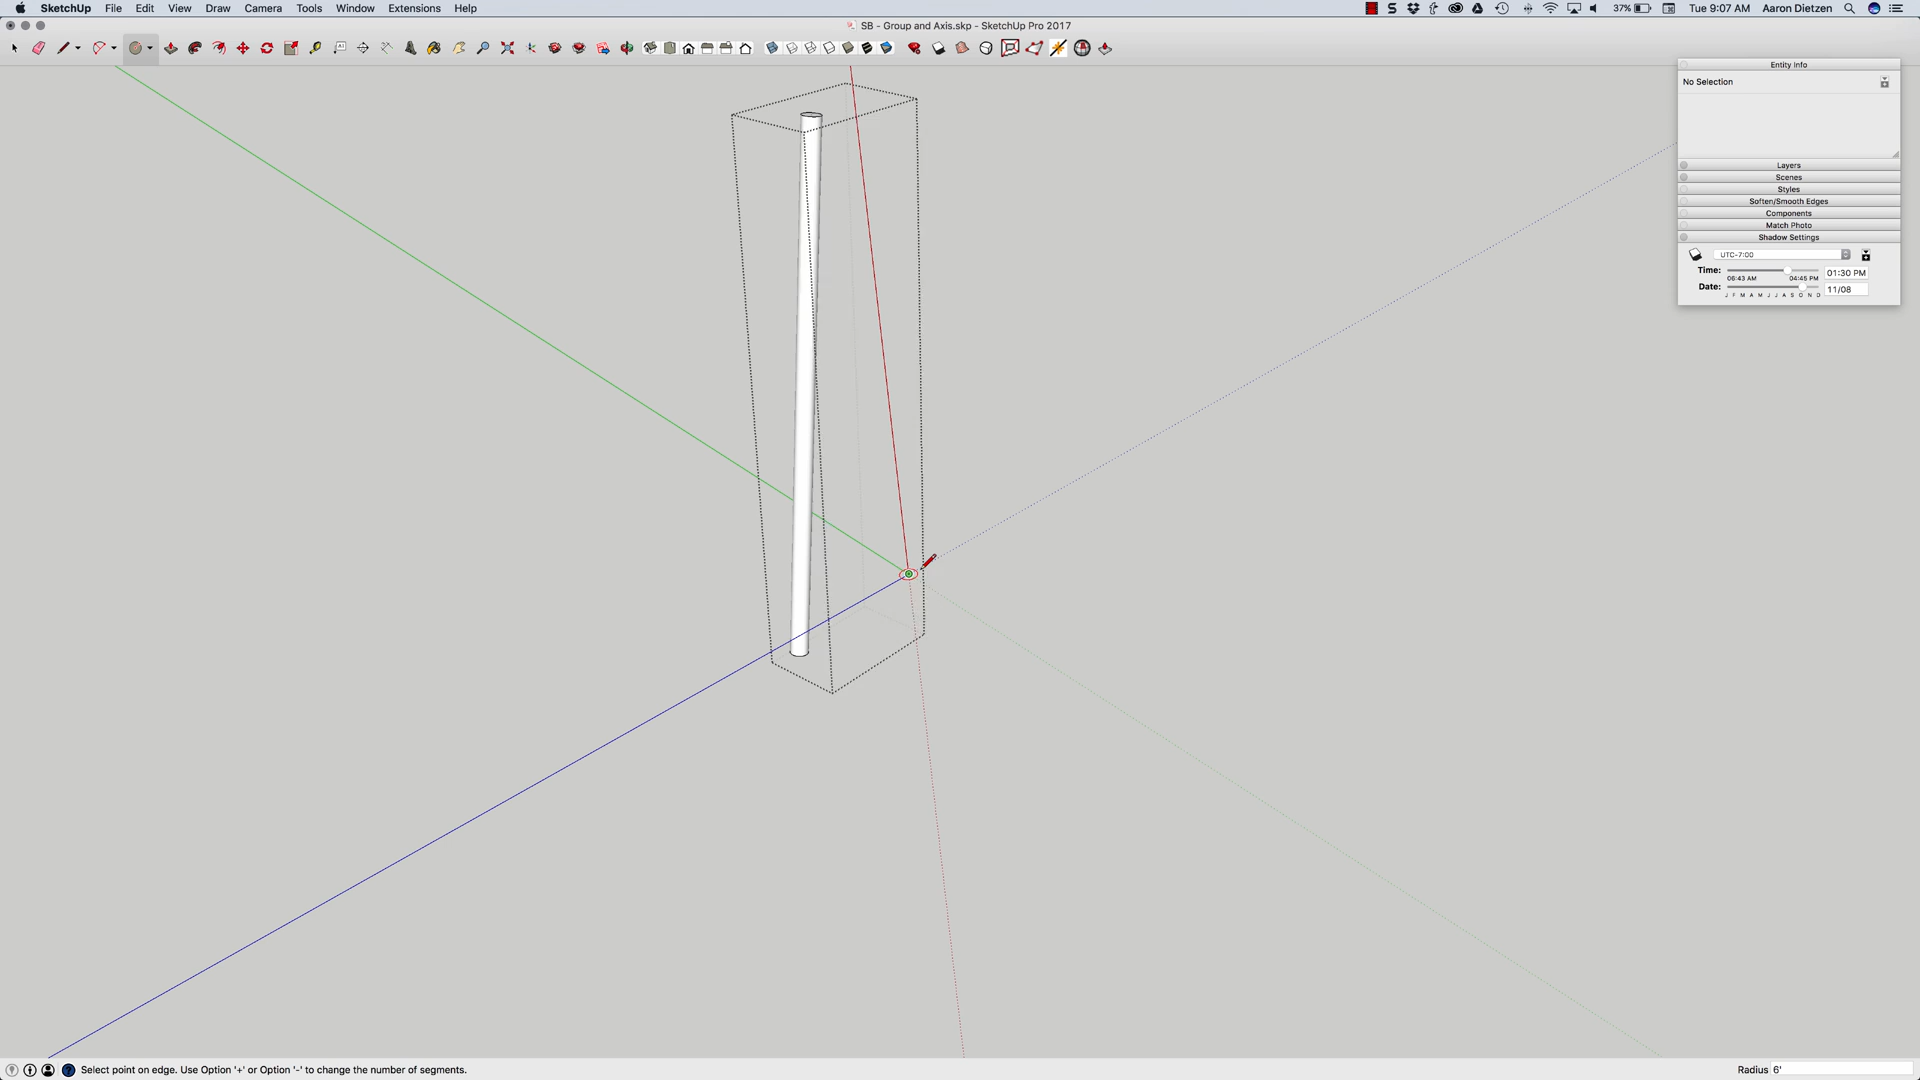 SketchUp File Edit View Draw Camera Tools Window Extensions Help
37% Tue 9:07 AM Aaron Dietzen
SB - Group and Axis.skp - SketchUp Pro 2017
Entity Info
No Selection
Layers
Scenes
Styles
Soften/Smooth Edges
Components
Match Photo
Shadow Settings
UTC-7:00
Time: 01:30 PM
06:43 AM 04:45 PM
Date: 11/08
J F M A M J J A S O N D
Select point on edge. Use Option '+' or Option '-' to change the number of segments.
Radius 6'